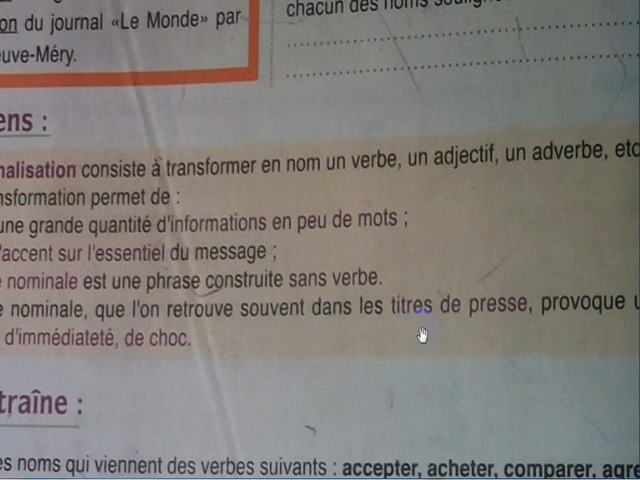 on du journal «Le Monde» par
uve-Méry.
chacun des noms
ens :
nalisation consiste à transformer en nom un verbe, un adjectif, un adverbe, etc
nsformation permet de :
une grande quantité d'informations en peu de mots ;
l'accent sur l'essentiel du message ;
e nominale est une phrase construite sans verbe.
e nominale, que l'on retrouve souvent dans les titres de presse, provoque u
d'immédiateté, de choc.
traîne :
es noms qui viennent des verbes suivants : accepter, acheter, comparer, agre